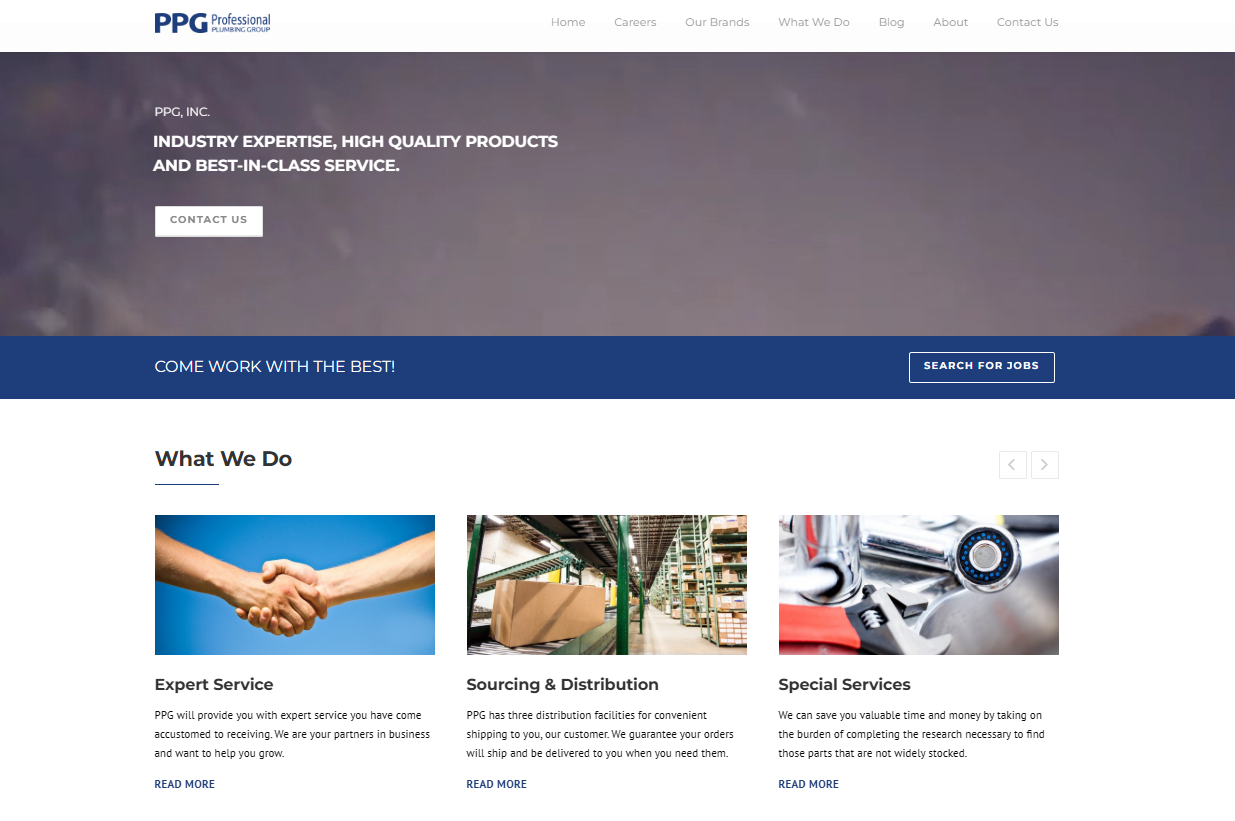 PPG Professional
PLUMBING GROUP
Home Careers Our Brands What We Do Blog About Contact Us
PPG, INC.
INDUSTRY EXPERTISE, HIGH QUALITY PRODUCTS
AND BEST-IN-CLASS SERVICE.
CONTACT US
COME WORK WITH THE BEST!
SEARCH FOR JOBS
What We Do
Expert Service
PPG will provide you with expert service you have come
accustomed to receiving. We are your partners in business
and want to help you grow.
READ MORE
Sourcing & Distribution
PPG has three distribution facilities for convenient
shipping to you, our customer. We guarantee your orders
will ship and be delivered to you when you need them.
READ MORE
Special Services
We can save you valuable time and money by taking on
the burden of completing the research necessary to find
those parts that are not widely stocked.
READ MORE